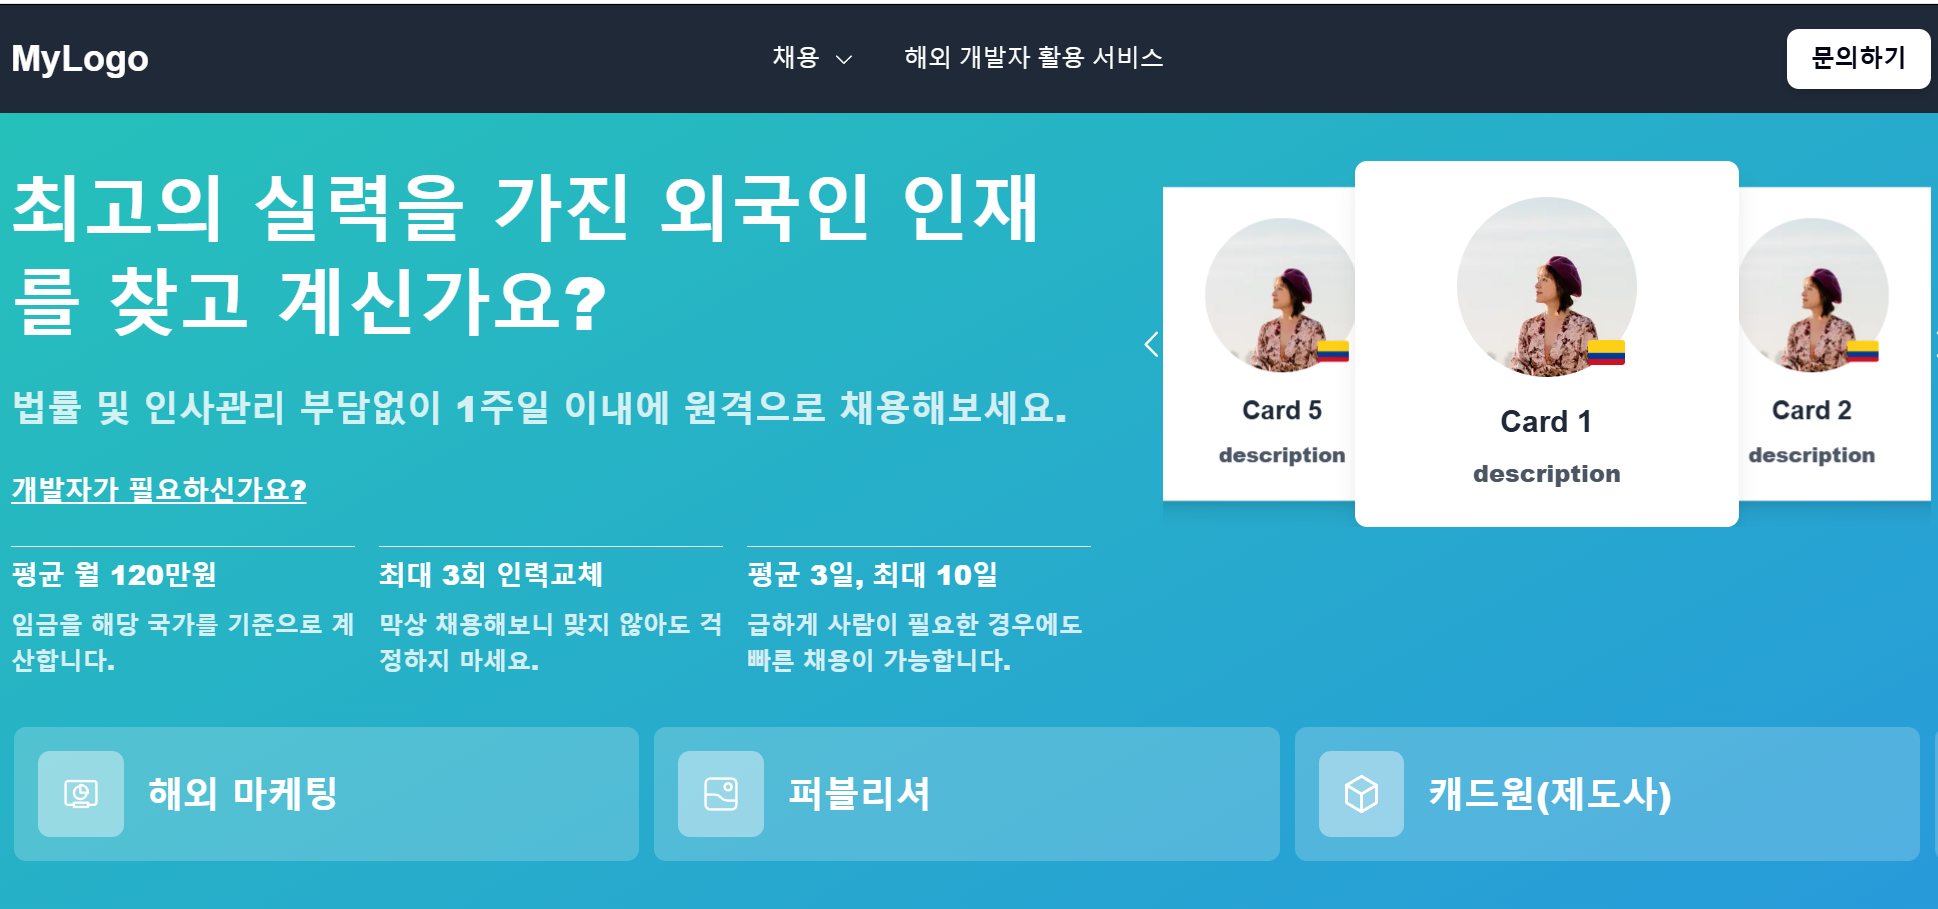 MyLogo
채용
해외 개발자 활용 서비스
문의하기
최고의 실력을 가진 외국인 인재
를 찾고 계신가요?
법률 및 인사관리 부담없이 1주일 이내에 원격으로 채용해보세요.
개발자가 필요하신가요?
평균 월 120만원
임금을 해당 국가를 기준으로 계
산합니다.
최대 3회 인력교체
막상 채용해보니 맞지 않아도 걱
정하지 마세요.
평균 3일, 최대 10일
급하게 사람이 필요한 경우에도
빠른 채용이 가능합니다.
Card 5
description
Card 1
description
Card 2
description
해외 마케팅
퍼블리셔
캐드원(제도사)